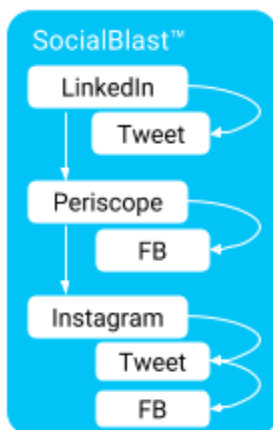 SocialBlast™
LinkedIn
Tweet
Periscope
FB
Instagram
Tweet
FB